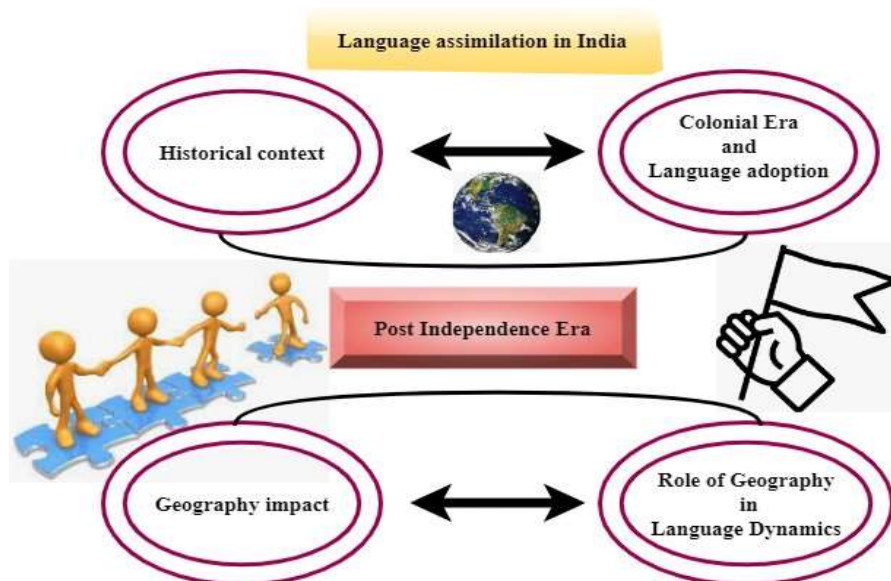 Language assimilation in India
Historical context
Colonial Era
and
Language adoption
Post Independence Era
Geography impact
Role of Geography
in
Language Dynamics